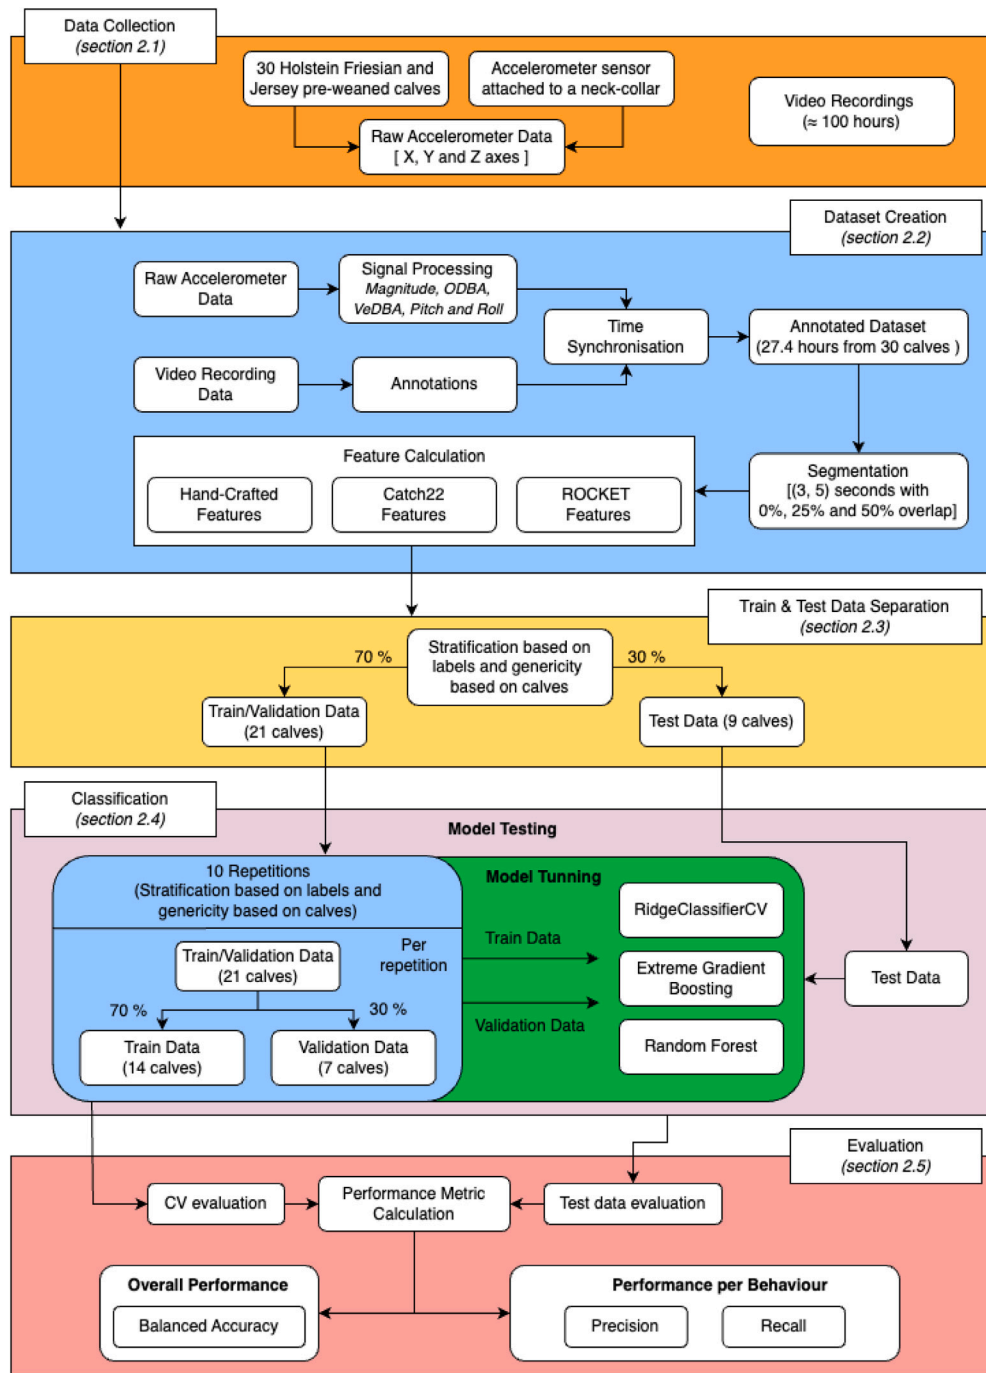 Data Collection
(section 2.1)
30 Holstein Friesian and
Jersey pre-weaned calves
Accelerometer sensor
attached to a neck-collar
Video Recordings
(≈ 100 hours)
Raw Accelerometer Data
[ X, Y and Z axes ]
Dataset Creation
(section 2.2)
Raw Accelerometer
Data
Signal Processing
Magnitude, ODBA,
VeDBA, Pitch and Roll
Time
Synchronisation
Annotated Dataset
(27.4 hours from 30 calves )
Video Recording
Data
Annotations
Feature Calculation
Hand-Crafted
Features
Catch22
Features
ROCKET
Features
Segmentation
[(3, 5) seconds with
0%, 25% and 50% overlap]
Train & Test Data Separation
(section 2.3)
70 %
Stratification based on
labels and genericity
based on calves
30 %
Train/Validation Data
(21 calves)
Test Data (9 calves)
Classification
(section 2.4)
Model Testing
10 Repetitions
(Stratification based on labels and
genericity based on calves)
Per
repetition
Train/Validation Data
(21 calves)
70 %
30 %
Train Data
(14 calves)
Validation Data
(7 calves)
Model Tunning
Train Data
Validation Data
RidgeClassifierCV
Extreme Gradient
Boosting
Random Forest
Test Data
Evaluation
(section 2.5)
CV evaluation
Performance Metric
Calculation
Test data evaluation
Overall Performance
Balanced Accuracy
Performance per Behaviour
Precision
Recall